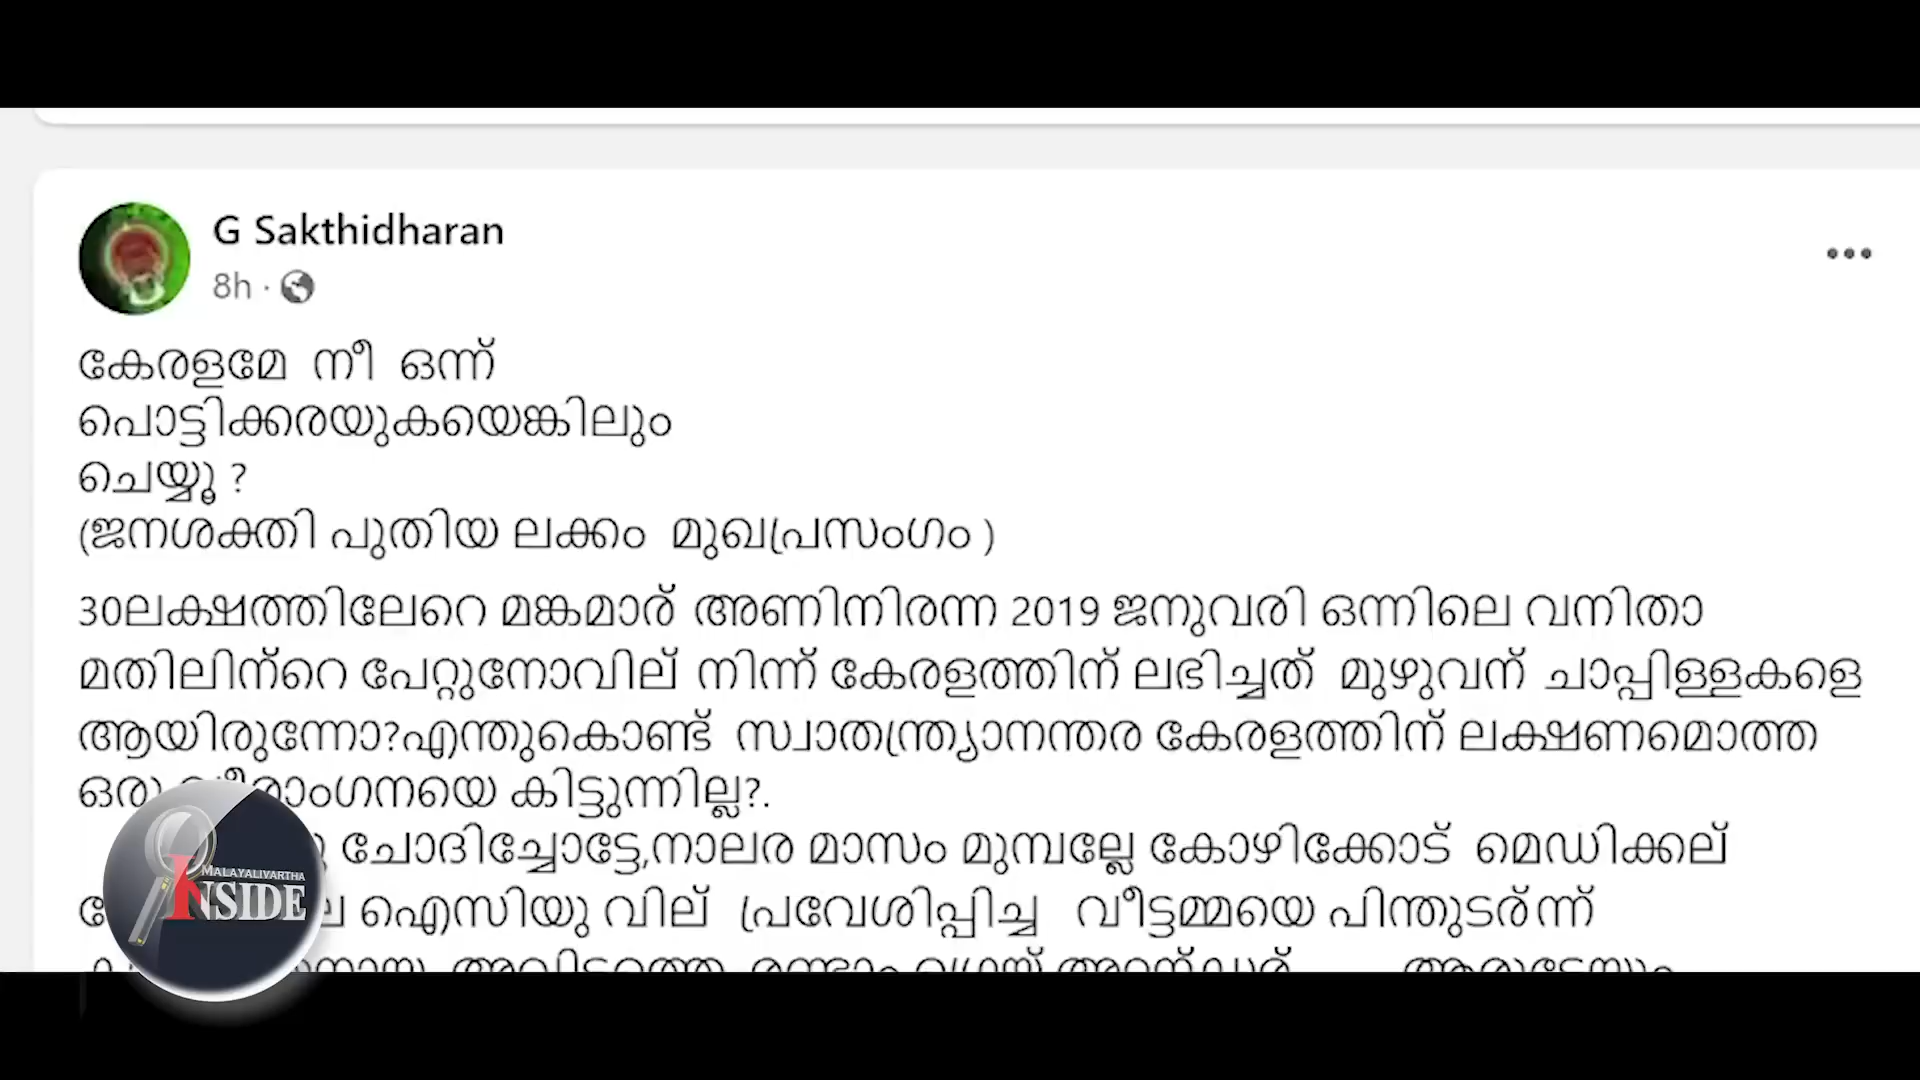 G Sakthidharan
8h ·
കേരളമേ നീ ഒന്ന്
പൊട്ടിക്കരയുകയെങ്കിലും
ചെയ്യൂ ?
(ജനശക്തി പുതിയ ലക്കം മുഖപ്രസംഗം )
30ലക്ഷത്തിലേറെ മങ്കമാര് അണിനിരന്ന 2019 ജനുവരി ഒന്നിലെ വനിതാ
മതിലിന്റെ പേറ്റുനോവില് നിന്ന് കേരളത്തിന് ലഭിച്ചത് മുഴുവന് ചാപ്പിള്ളകളെ
ആയിരുന്നോ?എന്തുകൊണ്ട് സ്വാതന്ത്ര്യാനന്തര കേരളത്തിന് ലക്ഷണമൊത്ത
ഒരു കിട്ടുന്നില്ല?.
ചോദിച്ചോട്ടേ,നാലര മാസം മുമ്പല്ലേ കോഴിക്കോട് മെഡിക്കല്
ഐസിയു വില് പ്രവേശിപ്പിച്ച വീട്ടമ്മയെ പിന്തുടര്ന്ന്
MALAYALIVARTHA
INSIDE